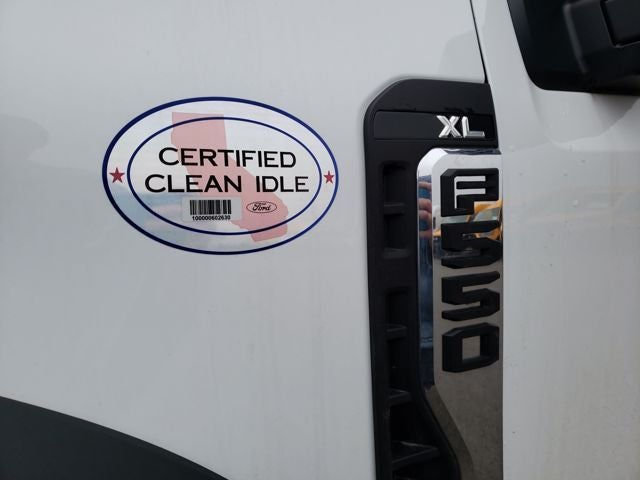 CERTIFIED
CLEAN IDLE
100000602630
Ford
XL
F550